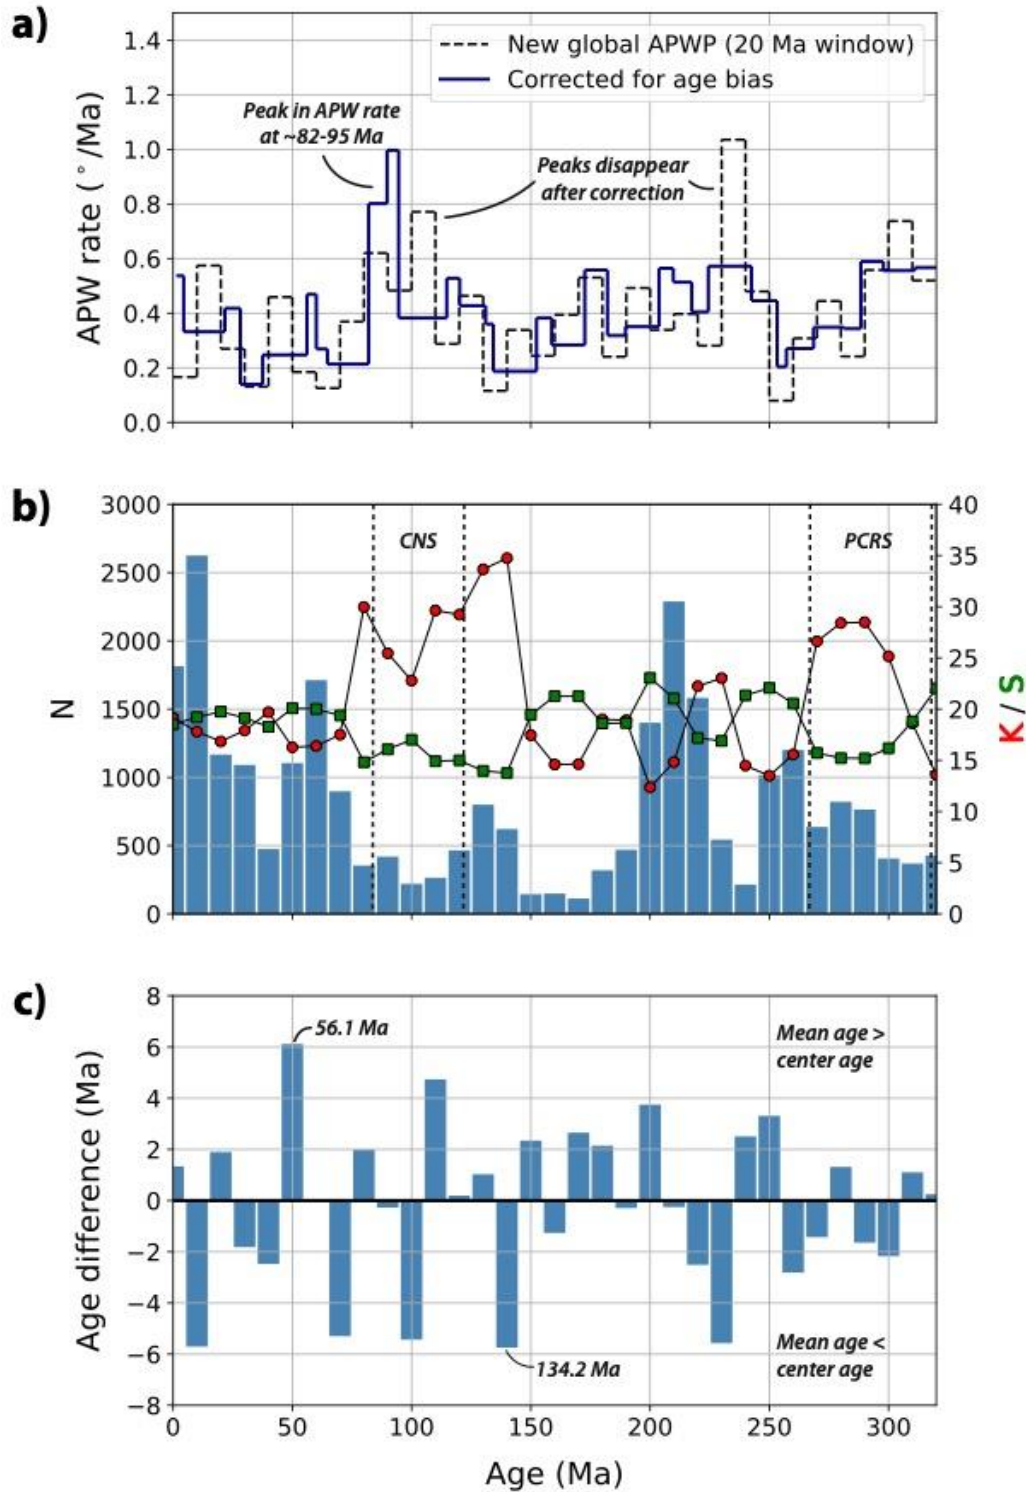 a)
1.4
1.2
1.0
0.8
0.6
0.4
0.2
0.0
APW rate (°/Ma)
New global APWP (20 Ma window)
Corrected for age bias
Peak in APW rate
at ~82-95 Ma
Peaks disappear
after correction
b)
3000
2500
2000
1500
1000
500
0
N
CNS
PCRS
40
35
30
25
20
15
10
5
0
K / S
c)
8
6
4
2
0
−2
−4
−6
−8
Age difference (Ma)
56.1 Ma
Mean age >
center age
134.2 Ma
Mean age <
center age
0
50
100
150
200
250
300
Age (Ma)